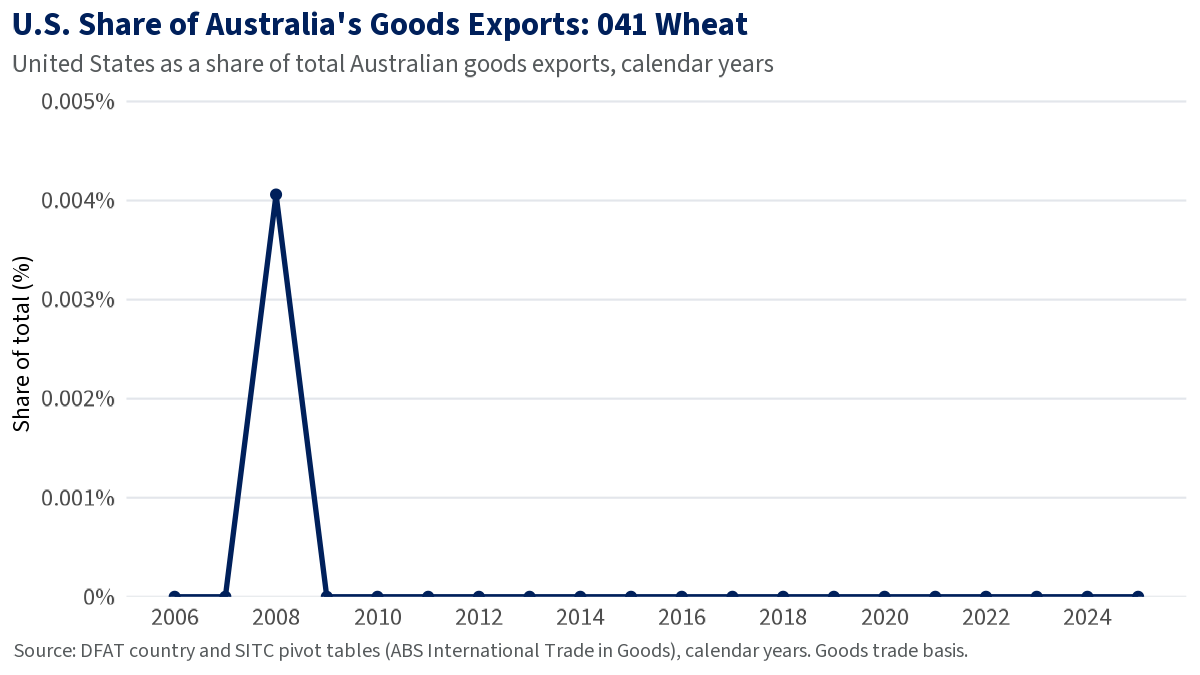 U.S. Share of Australia's Goods Exports: 041 Wheat
United States as a share of total Australian goods exports, calendar years
Share of total (%)
0.005%
0.004%
0.003%
0.002%
0.001%
0%
2006 2008 2010 2012 2014 2016 2018 2020 2022 2024
Source: DFAT country and SITC pivot tables (ABS International Trade in Goods), calendar years. Goods trade basis.